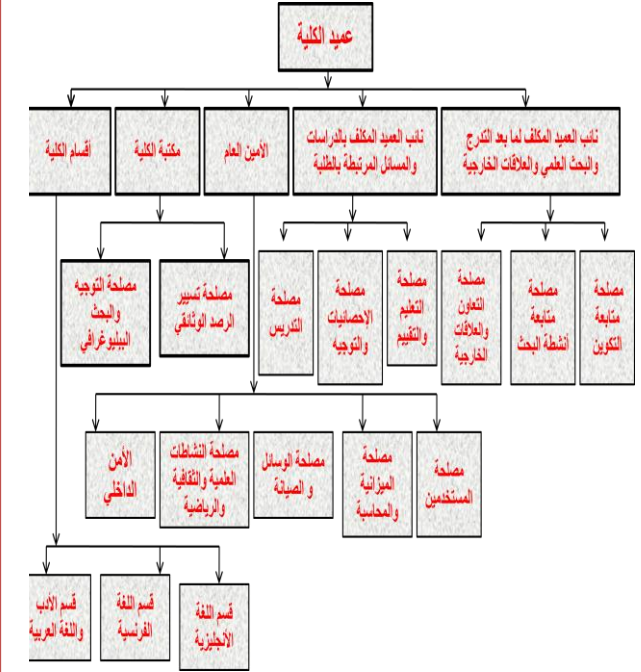 عميد الكلية
نائب العميد المكلف لما بعد التدرج
والبحث العلمي والعلاقات الخارجية
نائب العميد المكلف بالدراسات
والمسائل المرتبطة بالطلبة
الأمين العام
مكتبة الكلية
أقسام الكلية
مصلحة
متابعة
التكوين
مصلحة
متابعة
أنشطة البحث
مصلحة
التعاون
والعلاقات
الخارجية
مصلحة
التعليم
والتقييم
مصلحة
الإحصائيات
والتوجيه
مصلحة
التدريس
مصلحة تسيير
الرصد الوثائقي
مصلحة التوجيه
والبحث
البيليوغرافي
مصلحة
المستخدمين
مصلحة
الميزانية
والمحاسبة
مصلحة الوسائل
و الصيانة
مصلحة النشاطات
العلمية والثقافية
والرياضية
الأمن
الداخلي
قسم اللغة
الأنجليزية
قسم اللغة
الفرنسية
قسم الأدب
واللغة العربية